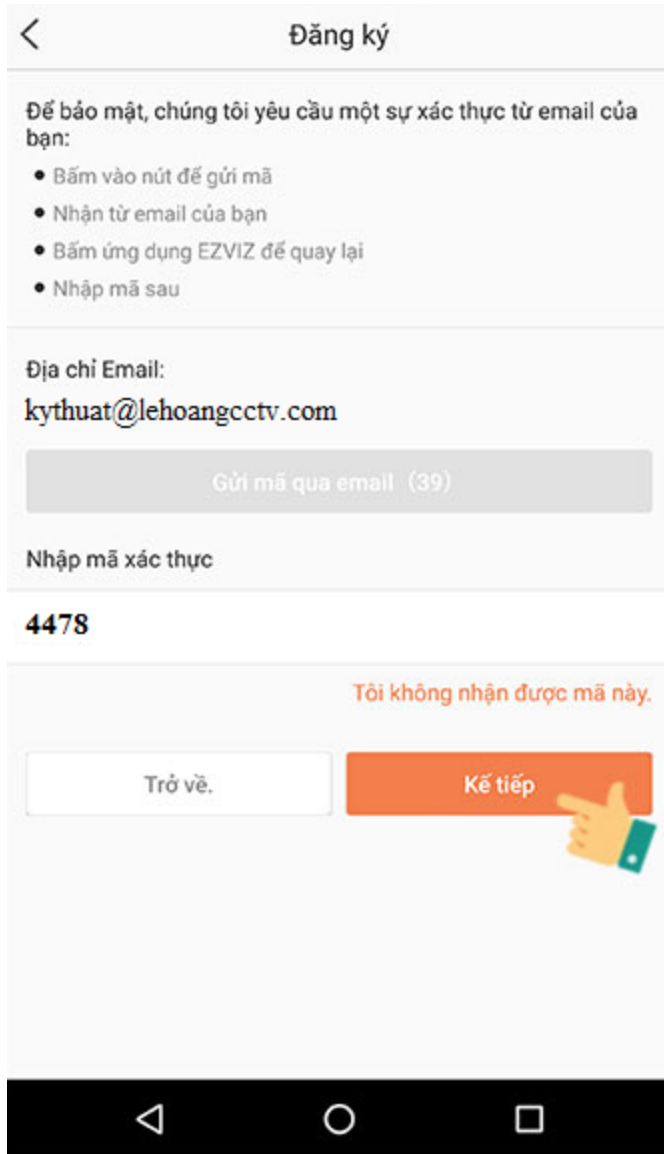 Đăng ký
Để bảo mật, chúng tôi yêu cầu một sự xác thực từ email của
bạn:
Bấm vào nút để gửi mã
Nhận từ email của bạn
Bấm ứng dụng EZVIZ để quay lại
Nhập mã sau
Địa chỉ Email:
kythuat@lehoangcctv.com
Gửi mã qua email (39)
Nhập mã xác thực
4478
Tôi không nhận được mã này.
Trở về.
Kế tiếp